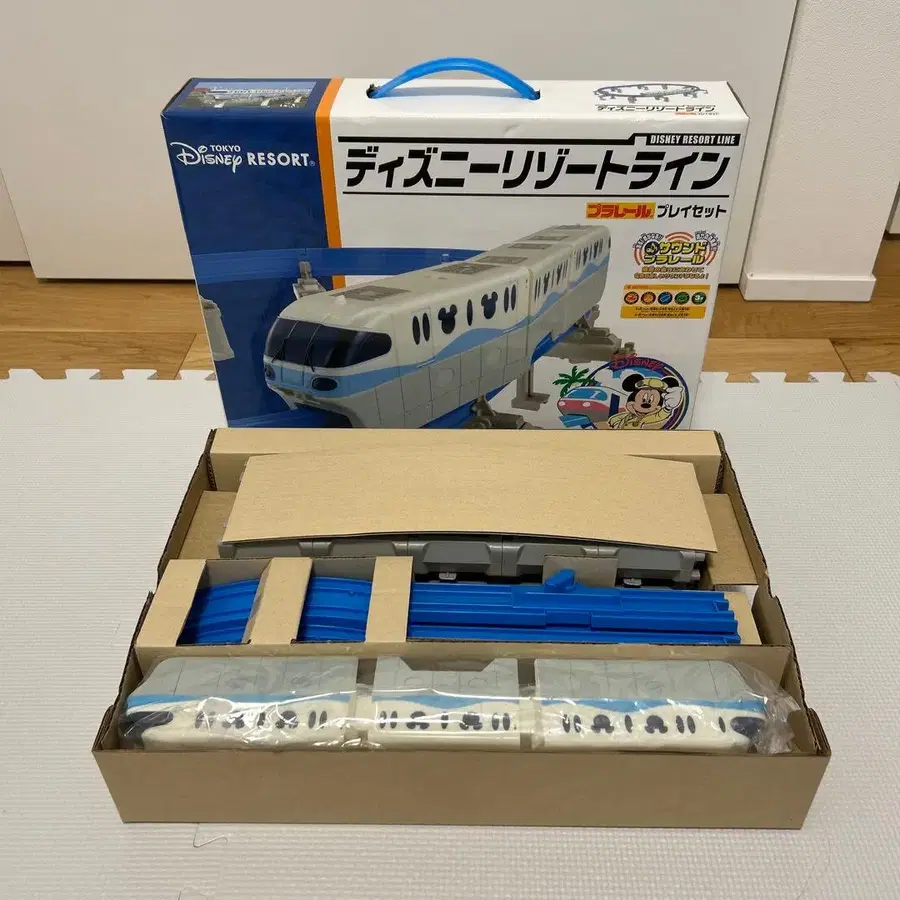 TOKYO
DISNEY RESORT®
ディズニーリゾートライン
DISNEY RESORT LINE
ディズニーリゾートライン
プラレール プレイセット
サウンド
プラレール
DISNEY